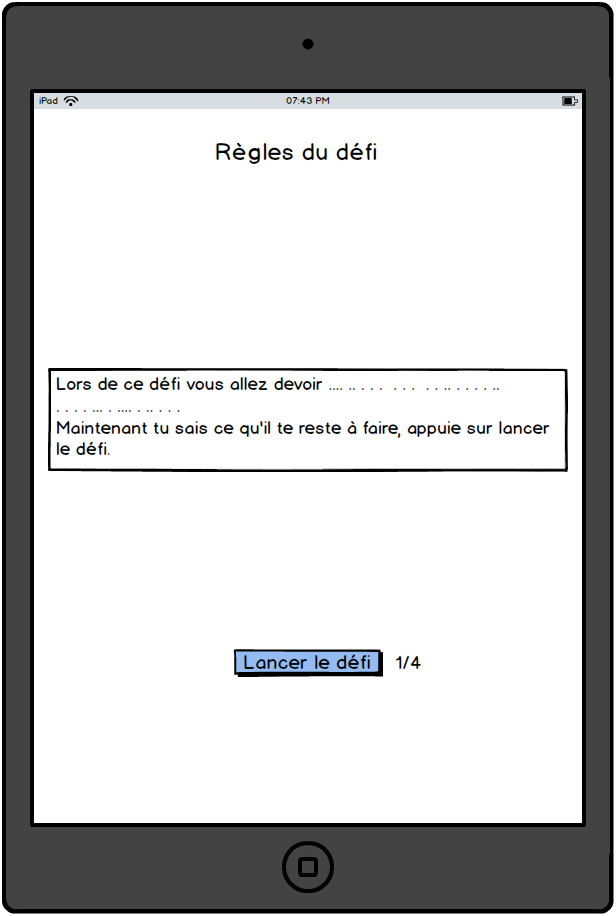 iPad
07:43 PM
Règles du défi
Lors de ce défi vous allez devoir .... .. . . .  . . .  . . .. . . . . ..
. . . . ... . .... . .. . . .
Maintenant tu sais ce qu'il te reste à faire, appuie sur lancer
le défi.
Lancer le défi 1/4